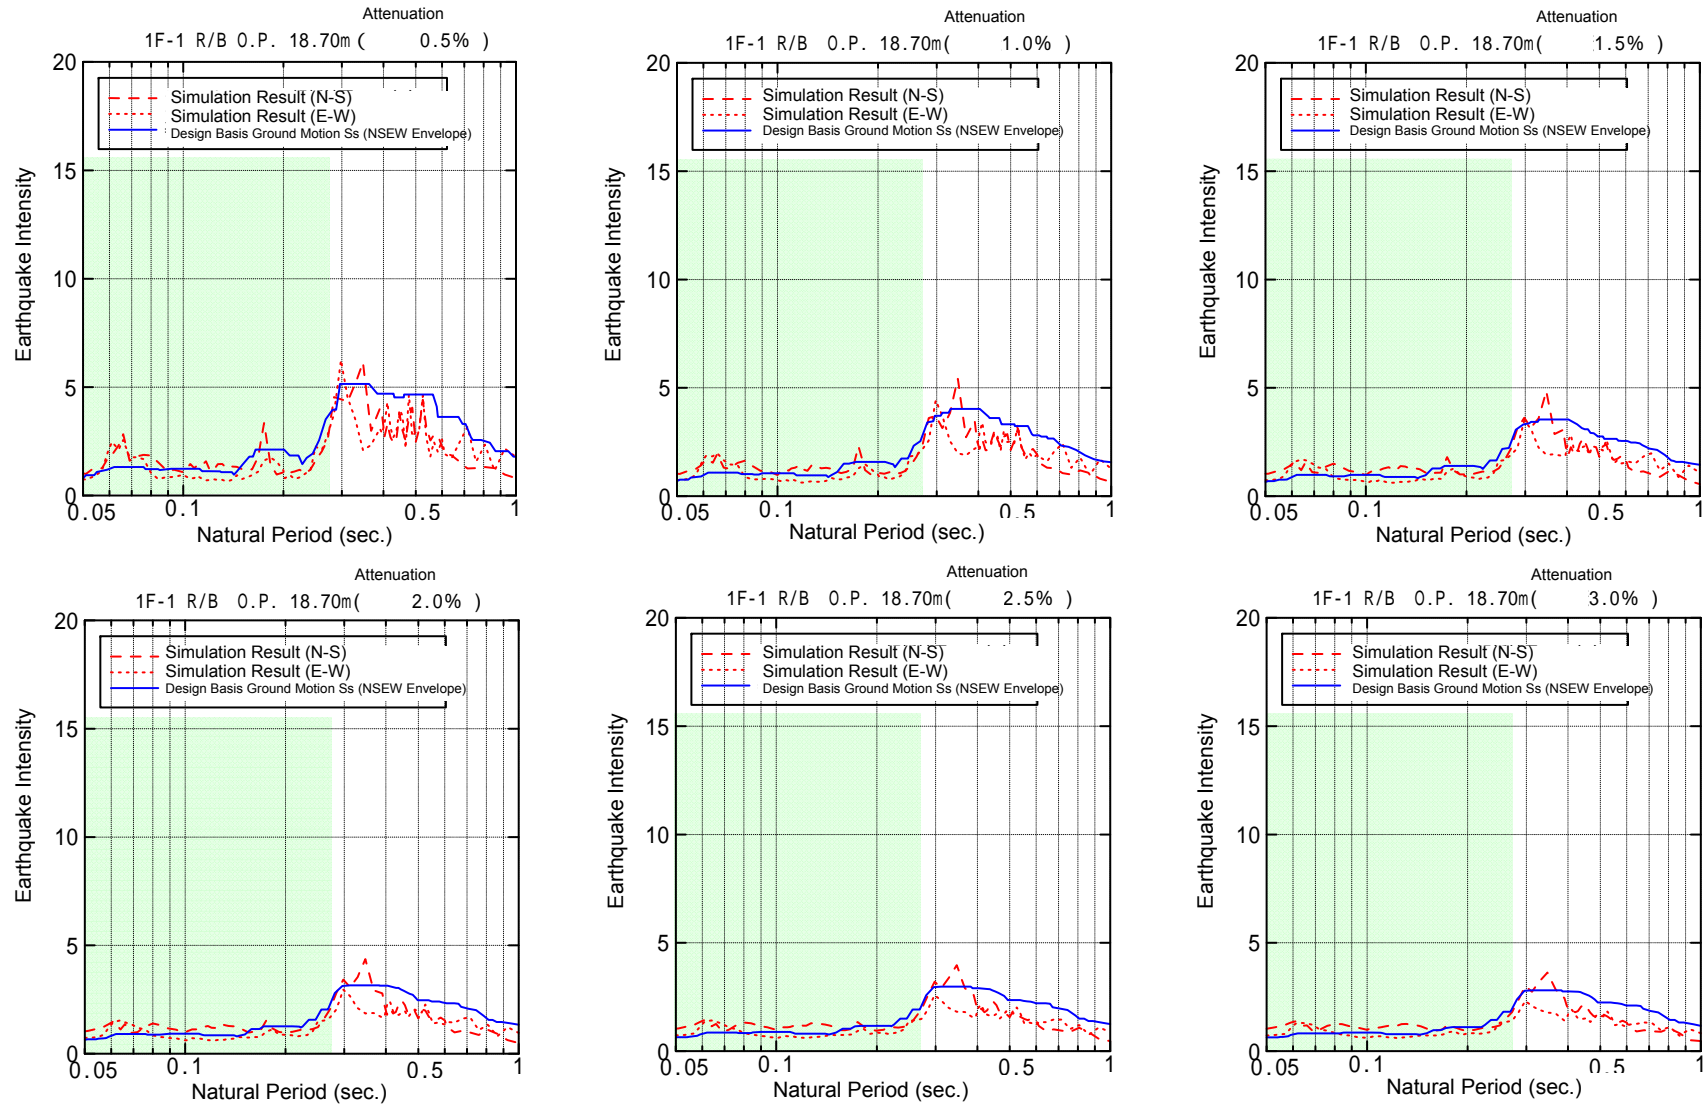 Attenuation
1F-1 R/B O.P. 18.70m( 0.5% )
20
15
10
5
0
Earthquake Intensity
Simulation Result (N-S)
Simulation Result (E-W)
Design Basis Ground Motion Ss (NSEW Envelope)
0.05 0.1 0.5 1
Natural Period (sec.)
Attenuation
1F-1 R/B O.P. 18.70m( 1.0% )
20
15
10
5
0
Earthquake Intensity
Simulation Result (N-S)
Simulation Result (E-W)
Design Basis Ground Motion Ss (NSEW Envelope)
0.05 0.1 0.5 1
Natural Period (sec.)
Attenuation
1F-1 R/B O.P. 18.70m( 1.5% )
20
15
10
5
0
Earthquake Intensity
Simulation Result (N-S)
Simulation Result (E-W)
Design Basis Ground Motion Ss (NSEW Envelope)
0.05 0.1 0.5 1
Natural Period (sec.)
Attenuation
1F-1 R/B O.P. 18.70m( 2.0% )
20
15
10
5
0
Earthquake Intensity
Simulation Result (N-S)
Simulation Result (E-W)
Design Basis Ground Motion Ss (NSEW Envelope)
0.05 0.1 0.5 1
Natural Period (sec.)
Attenuation
1F-1 R/B O.P. 18.70m( 2.5% )
20
15
10
5
0
Earthquake Intensity
Simulation Result (N-S)
Simulation Result (E-W)
Design Basis Ground Motion Ss (NSEW Envelope)
0.05 0.1 0.5 1
Natural Period (sec.)
Attenuation
1F-1 R/B O.P. 18.70m( 3.0% )
20
15
10
5
0
Earthquake Intensity
Simulation Result (N-S)
Simulation Result (E-W)
Design Basis Ground Motion Ss (NSEW Envelope)
0.05 0.1 0.5 1
Natural Period (sec.)